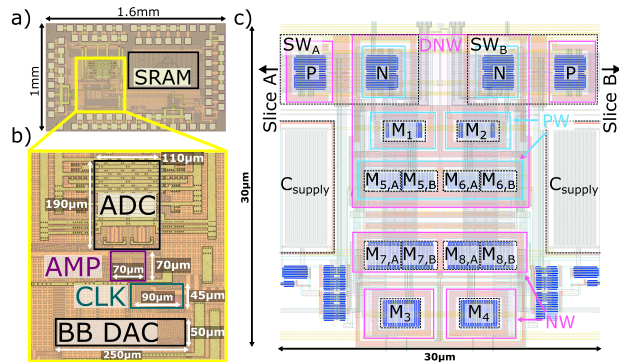 a)
1.6mm
1mm
SRAM
b)
110µm
190µm
ADC
AMP
70µm
70µm
CLK
90µm
45µm
BB DAC
50µm
250µm
c)
SW_A
DNW
SW_B
P
N
N
P
Slice A
Slice B
M_1
M_2
PW
M_5,A
M_5,B
M_6,A
M_6,B
C_supply
C_supply
30µm
M_7,A
M_7,B
M_8,A
M_8,B
NW
M_3
M_4
30µm